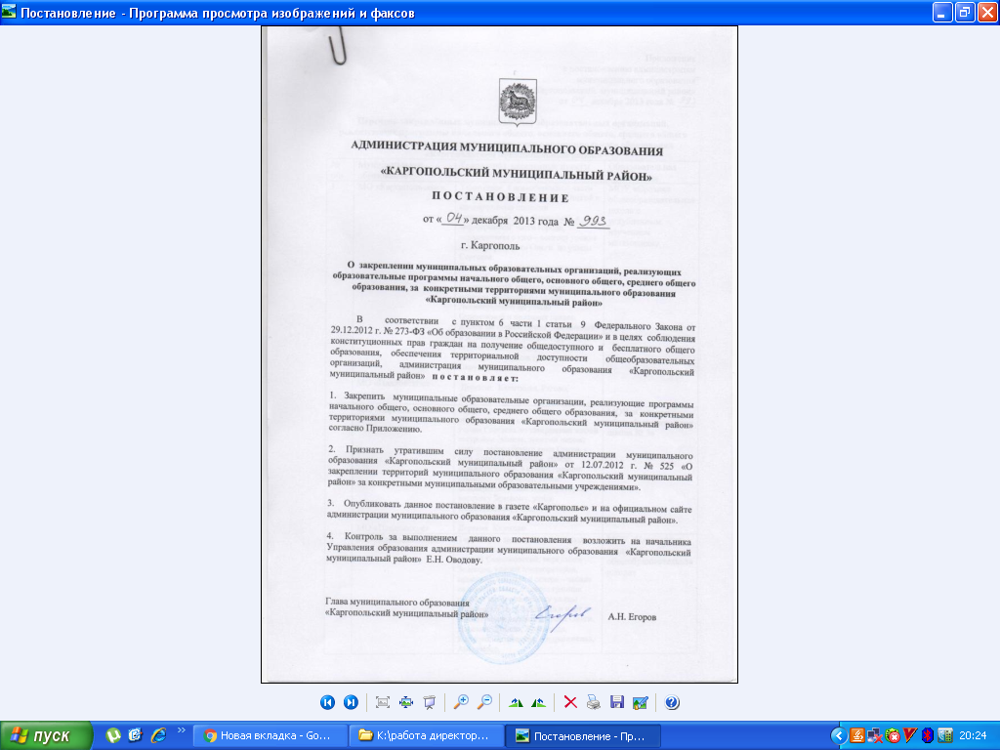 Постановление - Программа просмотра изображений и факсов
АДМИНИСТРАЦИЯ МУНИЦИПАЛЬНОГО ОБРАЗОВАНИЯ
«КАРГОПОЛЬСКИЙ МУНИЦИПАЛЬНЫЙ РАЙОН»
П О С Т А Н О В Л Е Н И Е
от « 04 » декабря 2013 года № 993
г. Каргополь
О закреплении муниципальных образовательных организаций, реализующих
образовательные программы начального общего, основного общего, среднего общего
образования, за конкретными территориями муниципального образования
«Каргопольский муниципальный район»
В соответствии с пунктом 6 части 1 статьи 9 Федерального Закона от
29.12.2012 г. № 273-ФЗ «Об образовании в Российской Федерации» и в целях соблюдения
конституционных прав граждан на получение общедоступного и бесплатного общего
образования, обеспечения территориальной доступности общеобразовательных
организаций, администрация муниципального образования «Каргопольский
муниципальный район» п о с т а н о в л я е т:
1. Закрепить муниципальные образовательные организации, реализующие программы
начального общего, основного общего, среднего общего образования, за конкретными
территориями муниципального образования «Каргопольский муниципальный район»
согласно Приложению.
2. Признать утратившим силу постановление администрации муниципального
образования «Каргопольский муниципальный район» от 12.07.2012 г. № 525 «О
закреплении территорий муниципального образования «Каргопольский муниципальный
район» за конкретными муниципальными образовательными учреждениями».
3. Опубликовать данное постановление в газете «Каргополье» и на официальном сайте
администрации муниципального образования «Каргопольский муниципальный район».
4. Контроль за выполнением данного постановления возложить на начальника
Управления образования администрации муниципального образования «Каргопольский
муниципальный район» Е.Н. Оводову.
Глава муниципального образования
«Каргопольский муниципальный район» Егоров А.Н. Егоров
пуск
Новая вкладка - Go...
K:\работа директор...
Постановление - Пр...
20:24